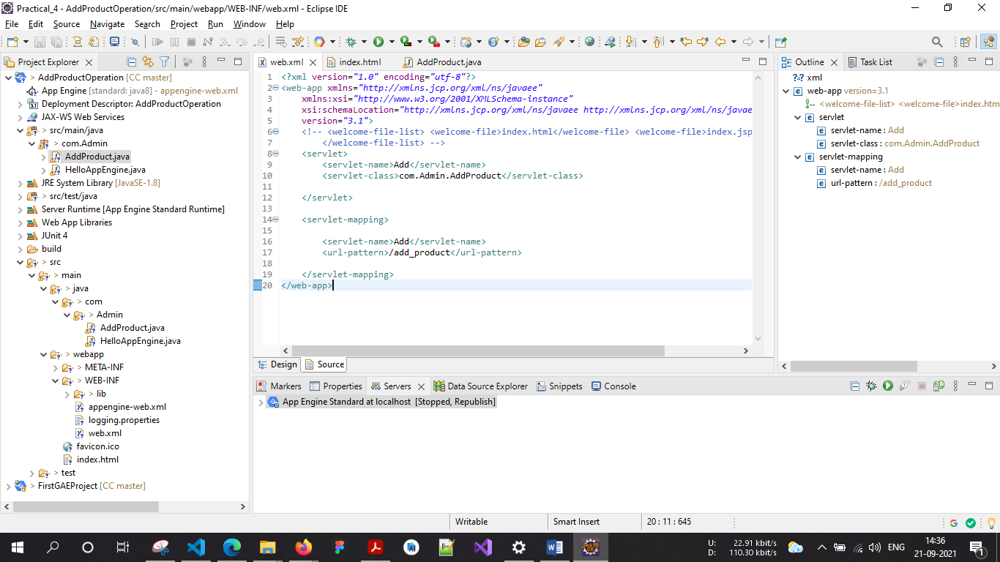 Practical_4 - AddProductOperation/src/main/webapp/WEB-INF/web.xml - Eclipse IDE
File Edit Source Navigate Search Project Run Window Help
Project Explorer
> AddProductOperation [CC master]
App Engine [standard: java8] - appengine-web.xml
Deployment Descriptor: AddProductOperation
JAX-WS Web Services
> src/main/java
> com.Admin
AddProduct.java
HelloAppEngine.java
JRE System Library [JavaSE-1.8]
> src/test/java
Server Runtime [App Engine Standard Runtime]
Web App Libraries
JUnit 4
build
> src
> main
> java
> com
> Admin
AddProduct.java
HelloAppEngine.java
> webapp
> META-INF
> WEB-INF
> lib
appengine-web.xml
logging.properties
web.xml
favicon.ico
index.html
> test
> FirstGAEProject [CC master]
web.xml index.html AddProduct.java
1 <?xml version="1.0" encoding="utf-8"?>
2 <web-app xmlns="http://xmlns.jcp.org/xml/ns/javaee"
3 xmlns:xsi="http://www.w3.org/2001/XMLSchema-instance"
4 xsi:schemaLocation="http://xmlns.jcp.org/xml/ns/javaee http://xmlns.jcp.org/xml/ns/javaee
5 version="3.1">
6 <!-- <welcome-file-list> <welcome-file>index.html</welcome-file> <welcome-file>index.jsp
7 </welcome-file-list> -->
8 <servlet>
9 <servlet-name>Add</servlet-name>
10 <servlet-class>com.Admin.AddProduct</servlet-class>
11
12 </servlet>
13
14 <servlet-mapping>
15
16 <servlet-name>Add</servlet-name>
17 <url-pattern>/add_product</url-pattern>
18
19 </servlet-mapping>
20 </web-app>
Design Source
Outline Task List
?-? xml
web-app version=3.1
<welcome-file-list> <welcome-file>index.htm
servlet
servlet-name : Add
servlet-class : com.Admin.AddProduct
servlet-mapping
servlet-name : Add
url-pattern : /add_product
Markers Properties Servers Data Source Explorer Snippets Console
App Engine Standard at localhost [Stopped, Republish]
Writable Smart Insert 20 : 11 : 645
U: 22.91 kbit/s
D: 110.30 kbit/s
ENG
14:36
21-09-2021
1